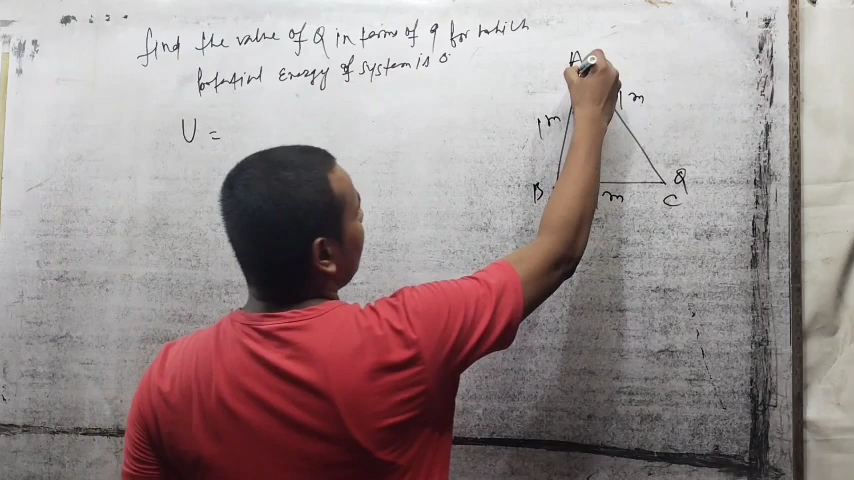 find the value of Q in terms of q for which
potential Energy of system is 0
U =
A
1m
1m
B
m
C
Q